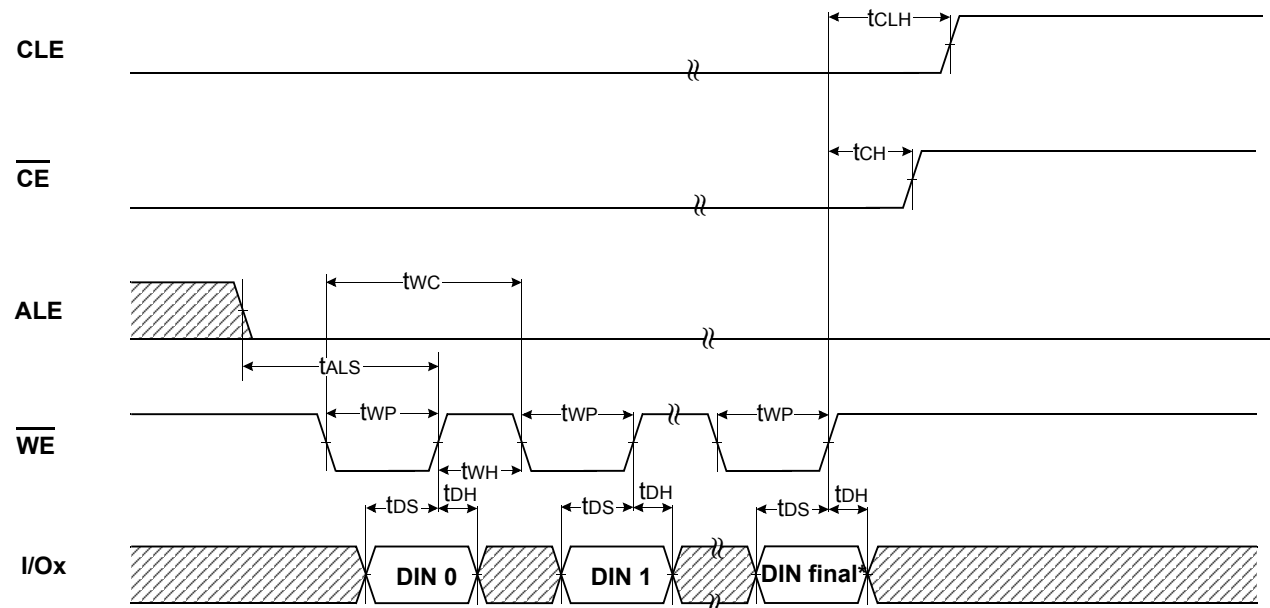 tCLH
CLE
tCH
CE
tWC
ALE
tALS
tWP tWP tWP
WE
tWH
tDS tDH tDS tDH tDS tDH
I/Ox DIN 0 DIN 1 DIN final*